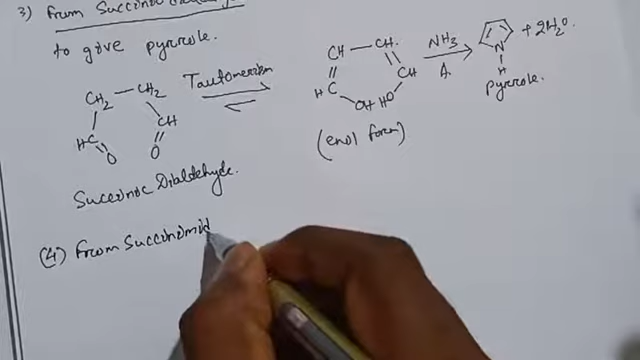 3) From Succinic
to give pyrrole.
CH2 — CH2
HC CH
O O
Tautomerism
CH — CH
HC CH
OH HO
NH3
Δ
N
H
+ 2H2O.
Pyrrole.
(enol form)
Succinic Dialdehyde.
(4) From Succinimid